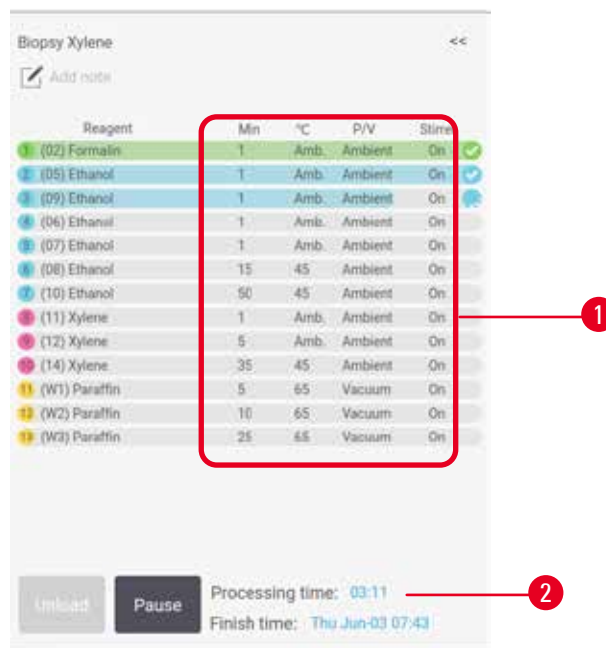 Biopsy Xylene <<
Add note
Reagent Min °C P/V Stirre
1 (02) Formalin 1 Amb. Ambient On
2 (05) Ethanol 1 Amb. Ambient On
3 (09) Ethanol 1 Amb. Ambient On
4 (06) Ethanol 1 Amb. Ambient On
5 (07) Ethanol 1 Amb. Ambient On
6 (08) Ethanol 15 45 Ambient On
7 (10) Ethanol 50 45 Ambient On
8 (11) Xylene 1 Amb. Ambient On
9 (12) Xylene 5 Amb. Ambient On
10 (14) Xylene 35 45 Ambient On
11 (W1) Paraffin 5 65 Vacuum On
12 (W2) Paraffin 10 65 Vacuum On
13 (W3) Paraffin 25 65 Vacuum On
1
Unload Pause Processing time: 03:11 2
Finish time: Thu Jun-03 07:43